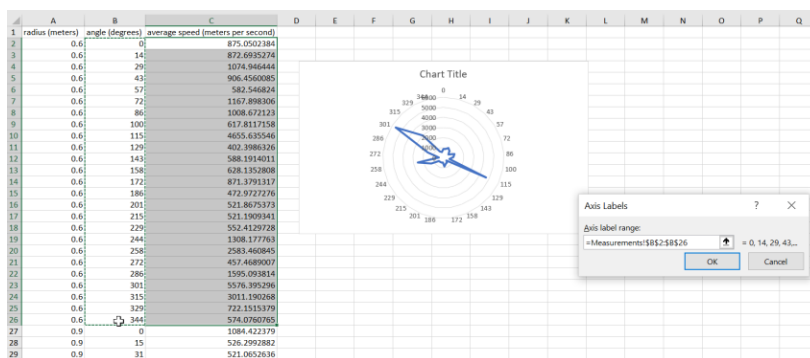 A B C D E F G H I J K L M N O P Q
1 radius (meters) angle (degrees) average speed (meters per second)
2 0.6 0 875.0502384
3 0.6 14 872.6935274
4 0.6 29 1074.946444
5 0.6 43 906.4560085
6 0.6 57 582.546824
7 0.6 72 1167.898306
8 0.6 86 1008.672123
9 0.6 100 617.8117158
10 0.6 115 4655.635546
11 0.6 129 402.3986326
12 0.6 143 588.1914011
13 0.6 158 628.1352808
14 0.6 172 871.3791317
15 0.6 186 472.9727276
16 0.6 201 521.8675373
17 0.6 215 521.1909341
18 0.6 229 552.4129728
19 0.6 244 1308.177763
20 0.6 258 2583.460845
21 0.6 272 457.4689007
22 0.6 286 1595.093814
23 0.6 301 5576.395296
24 0.6 315 3011.190268
25 0.6 329 722.1515379
26 0.6 344 574.0760765
27 0.9 0 1084.422379
28 0.9 15 526.2992882
29 0.9 31 521.0652636
Chart Title
0
14
29
43
57
72
86
100
115
129
143
158
172
186
201
215
229
244
258
272
286
301
315
329
5000
4000
3000
Axis Labels ? ×
Axis label range:
=Measurements!$B$2:$B$26 = 0, 14, 29, 43,...
OK Cancel